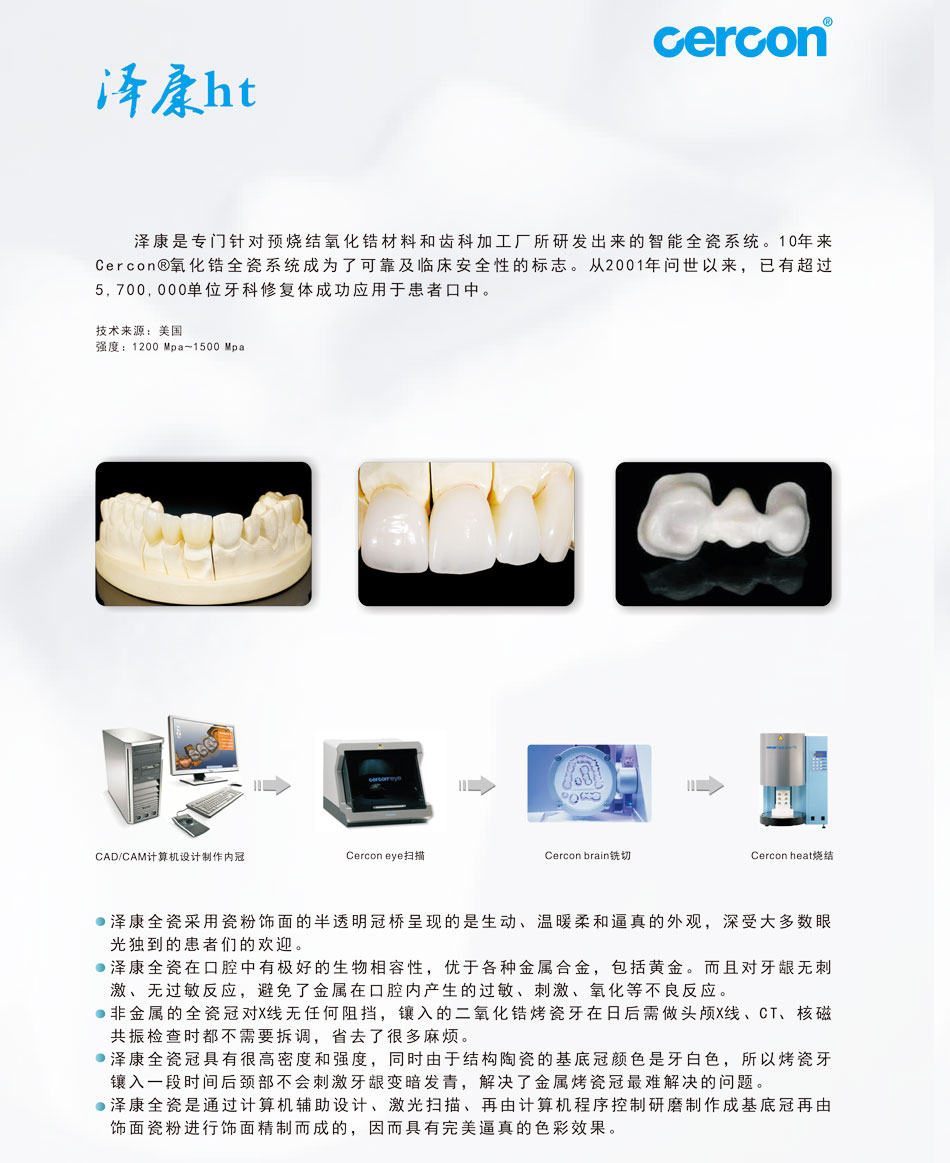 cercon®
泽康ht
泽康是专门针对预烧结氧化锆材料和齿科加工厂所研发出来的智能全瓷系统。10年来
Cercon®氧化锆全瓷系统成为了可靠及临床安全性的标志。从2001年问世以来，已有超过
5,700,000单位牙科修复体成功应用于患者口中。
技术来源：美国
强度：1200 Mpa~1500 Mpa
cercon eye
CAD/CAM计算机设计制作内冠
Cercon eye扫描
Cercon brain铣切
Cercon heat烧结
泽康全瓷采用瓷粉饰面的半透明冠桥呈现的是生动、温暖柔和逼真的外观，深受大多数眼
光独到的患者们的欢迎。
泽康全瓷在口腔中有极好的生物相容性，优于各种金属合金，包括黄金。而且对牙龈无刺
激、无过敏反应，避免了金属在口腔内产生的过敏、刺激、氧化等不良反应。
非金属的全瓷冠对X线无任何阻挡，镶入的二氧化锆烤瓷牙在日后需做头颅X线、CT、核磁
共振检查时都不需要拆调，省去了很多麻烦。
泽康全瓷冠具有很高密度和强度，同时由于结构陶瓷的基底冠颜色是牙白色，所以烤瓷牙
镶入一段时间后颈部不会刺激牙龈变暗发青，解决了金属烤瓷冠最难解决的问题。
泽康全瓷是通过计算机辅助设计、激光扫描、再由计算机程序控制研磨制作成基底冠再由
饰面瓷粉进行饰面精制而成的，因而具有完美逼真的色彩效果。